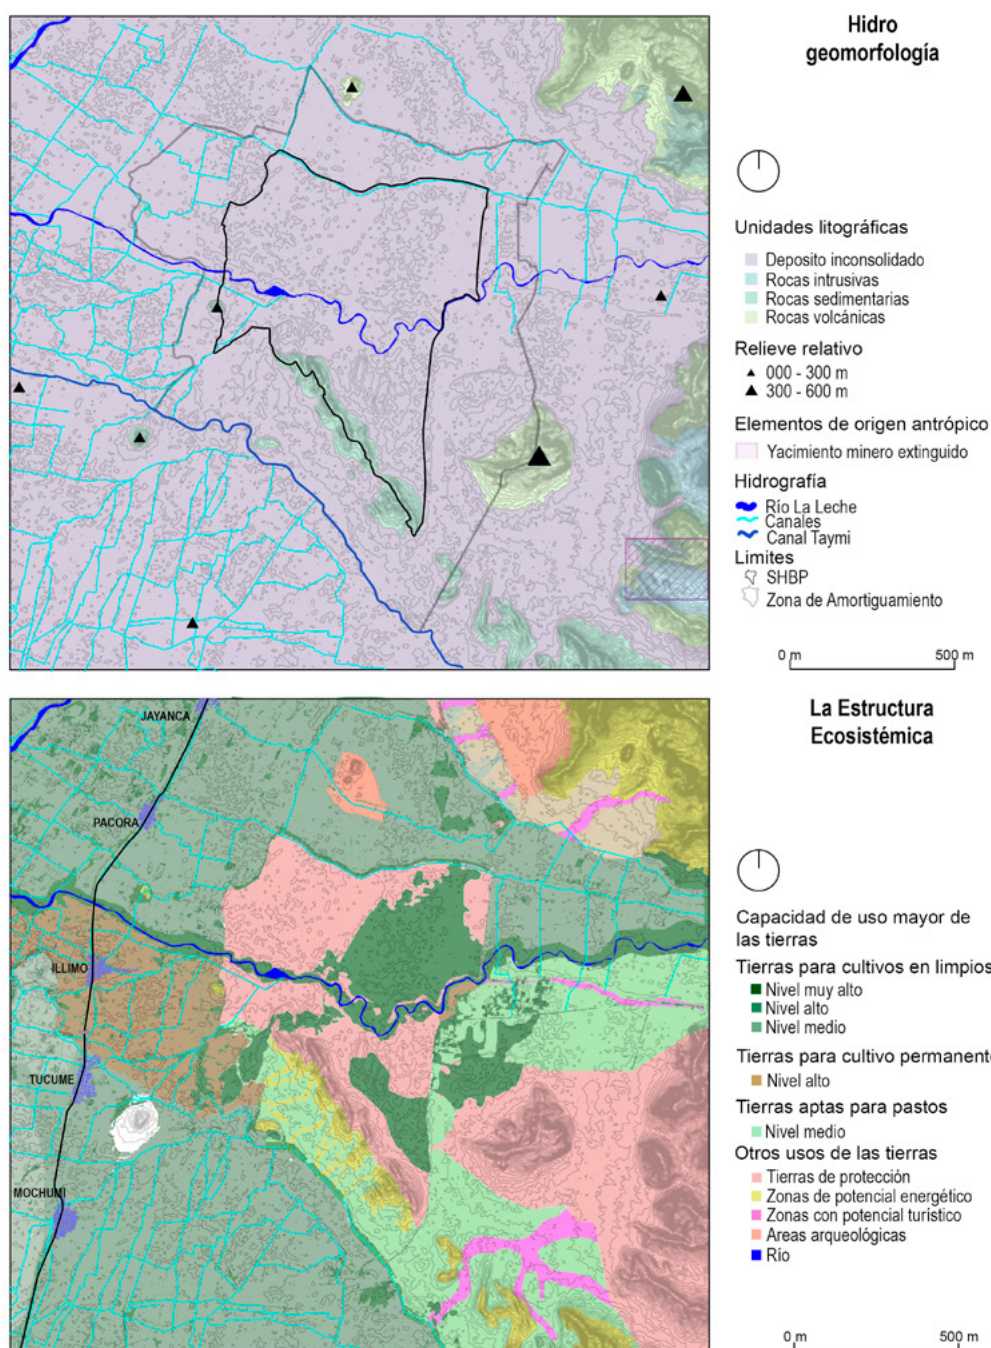 Hidro
geomorfología
Unidades litográficas
Deposito inconsolidado
Rocas intrusivas
Rocas sedimentarias
Rocas volcánicas
Relieve relativo
000 - 300 m
300 - 600 m
Elementos de origen antrópico
Yacimiento minero extinguido
Hidrografía
Río La Leche
Canales
Canal Taymi
Limites
SHBP
Zona de Amortiguamiento
0 m 500 m
La Estructura
Ecosistémica
JAYANCA
PACORA
ILLIMO
TUCUME
MOCHUMI
Capacidad de uso mayor de
las tierras
Tierras para cultivos en limpios
Nivel muy alto
Nivel alto
Nivel medio
Tierras para cultivo permanente
Nivel alto
Tierras aptas para pastos
Nivel medio
Otros usos de las tierras
Tierras de protección
Zonas de potencial energético
Zonas con potencial turístico
Areas arqueológicas
Río
0 m 500 m